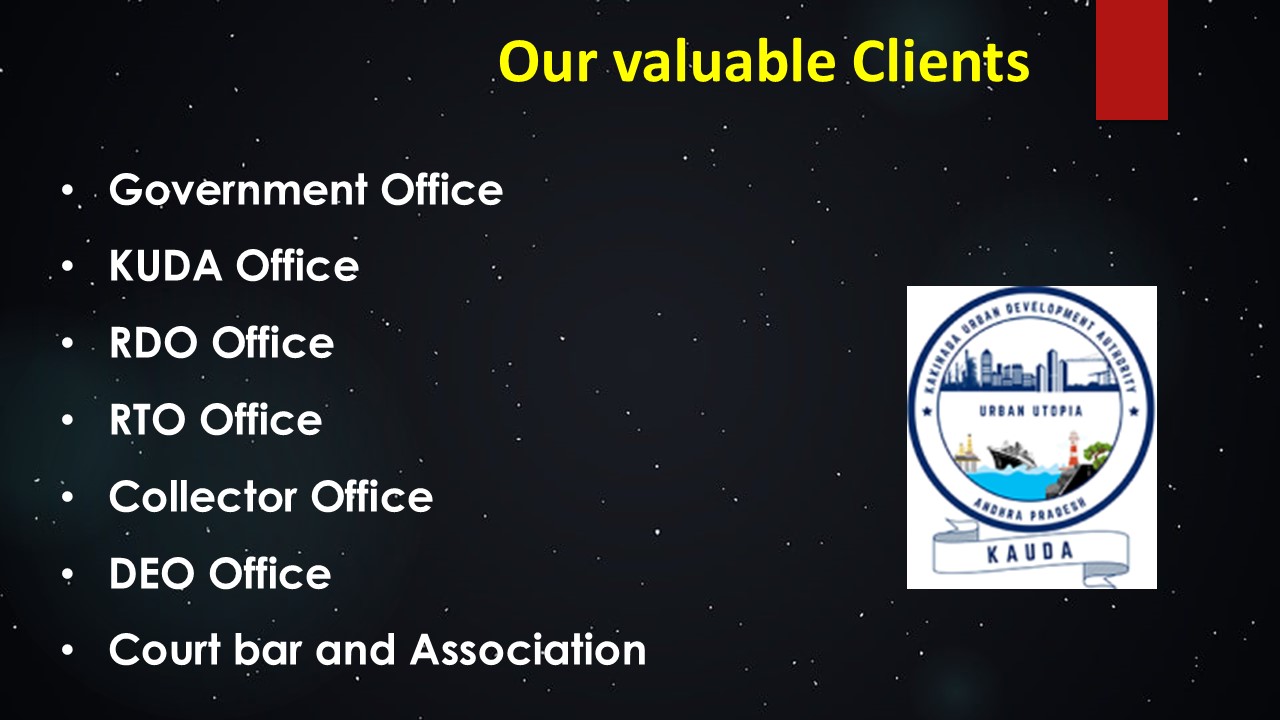 Our valuable Clients
• Government Office
• KUDA Office
• RDO Office
• RTO Office
• Collector Office
• DEO Office
• Court bar and Association
KAKINADA URBAN DEVELOPMENT AUTHORITY
URBAN UTOPIA
ANDHRA PRADESH
KAUDA